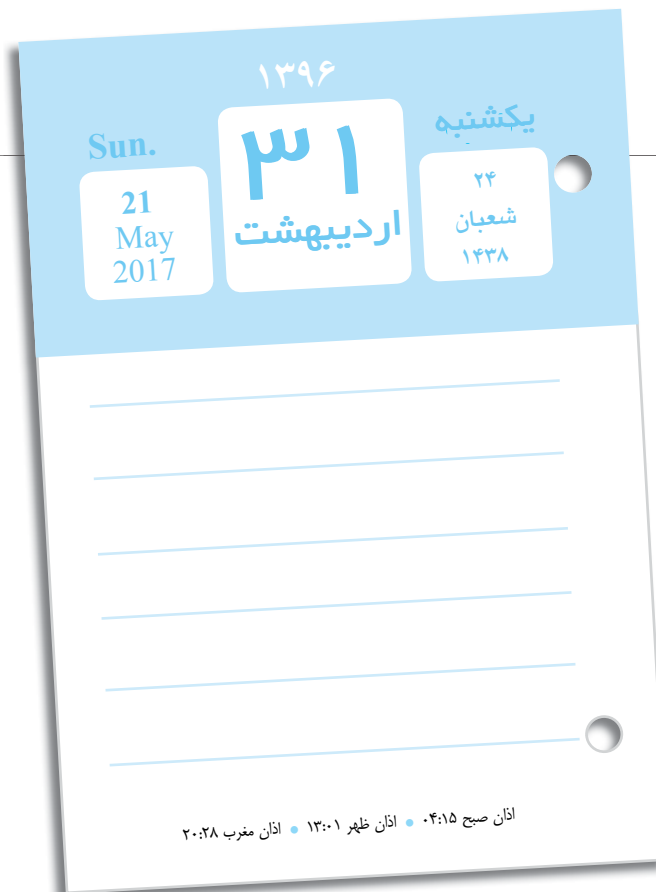 ۱۳۹۶
یکشنبه
۲۴
شعبان
۱۴۳۸
۳۱
اردیبهشت
Sun.
21
May
2017
اذان صبح ۰۴:۱۵ • اذان ظهر ۱۳:۰۱ • اذان مغرب ۲۰:۲۸